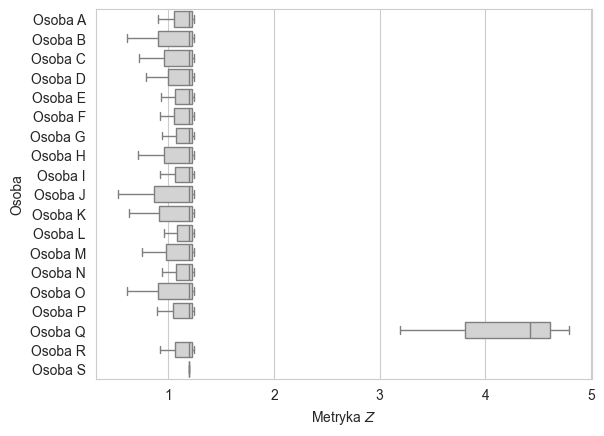 Osoba A
Osoba B
Osoba C
Osoba D
Osoba E
Osoba F
Osoba G
Osoba H
Osoba I
Osoba J
Osoba K
Osoba L
Osoba M
Osoba N
Osoba O
Osoba P
Osoba Q
Osoba R
Osoba S
Osoba
1 2 3 4 5
Metryka Z